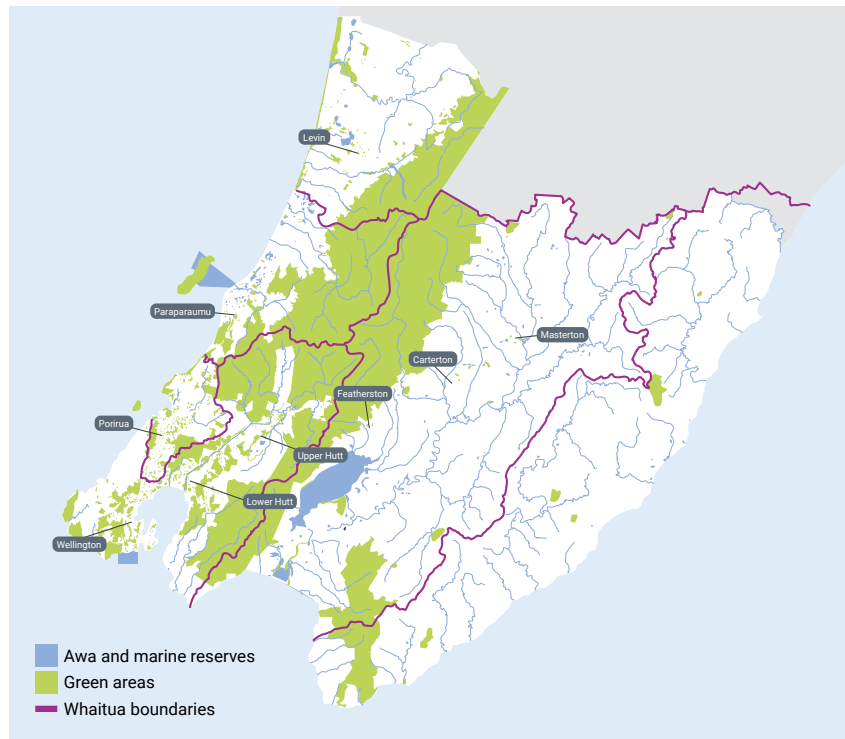 Levin
Paraparaumu
Masterton
Carterton
Featherston
Porirua
Upper Hutt
Lower Hutt
Wellington
Awa and marine reserves
Green areas
Whaitua boundaries